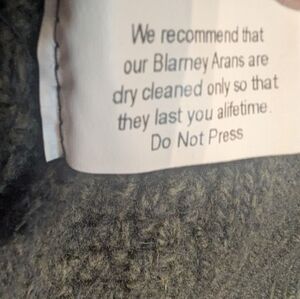 We recommend that
our Blarney Arans are
dry cleaned only so that
they last you alifetime.
Do Not Press